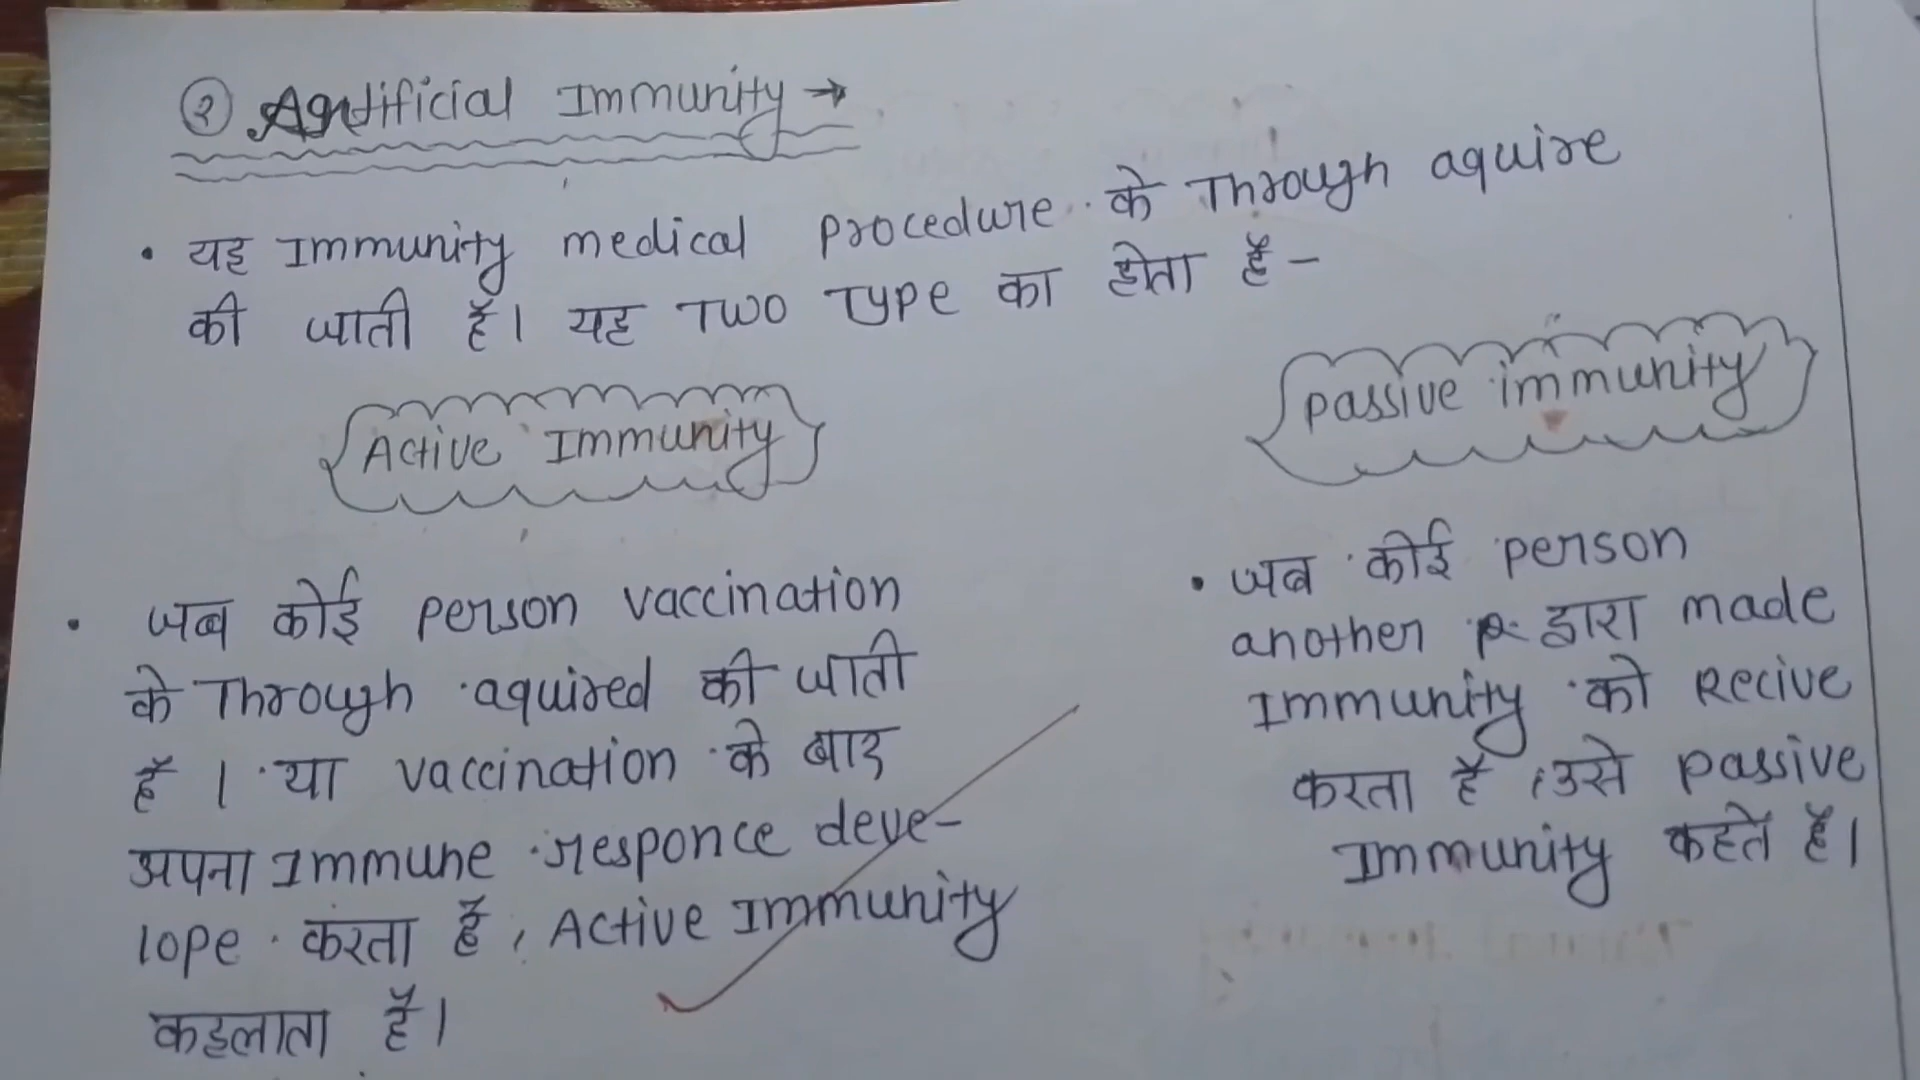 ② Artificial Immunity →
• यह Immunity medical procedure के Through aquire
की जाती हैं। यह TWO Type का होता है -
Active Immunity
Passive immunity
• जब कोई person vaccination
के Through aquired की जाती
हैं । या vaccination के बाद
अपना Immune responce deve-
lope करता हैं, Active Immunity
कहलाता हैं।
• जब कोई person
another द्वारा made
Immunity को Recive
करता हैं, उसे passive
Immunity कहते हैं।